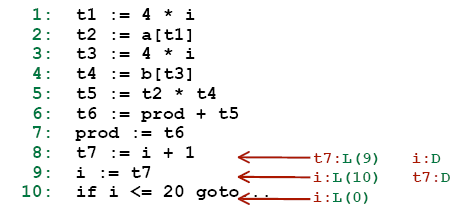 1: t1 := 4 * i
2: t2 := a[t1]
3: t3 := 4 * i
4: t4 := b[t3]
5: t5 := t2 * t4
6: t6 := prod + t5
7: prod := t6
8: t7 := i + 1
t7:L(9) i:D
9: i := t7
i:L(10) t7:D
10: if i <= 20 goto ..
i:L(0)